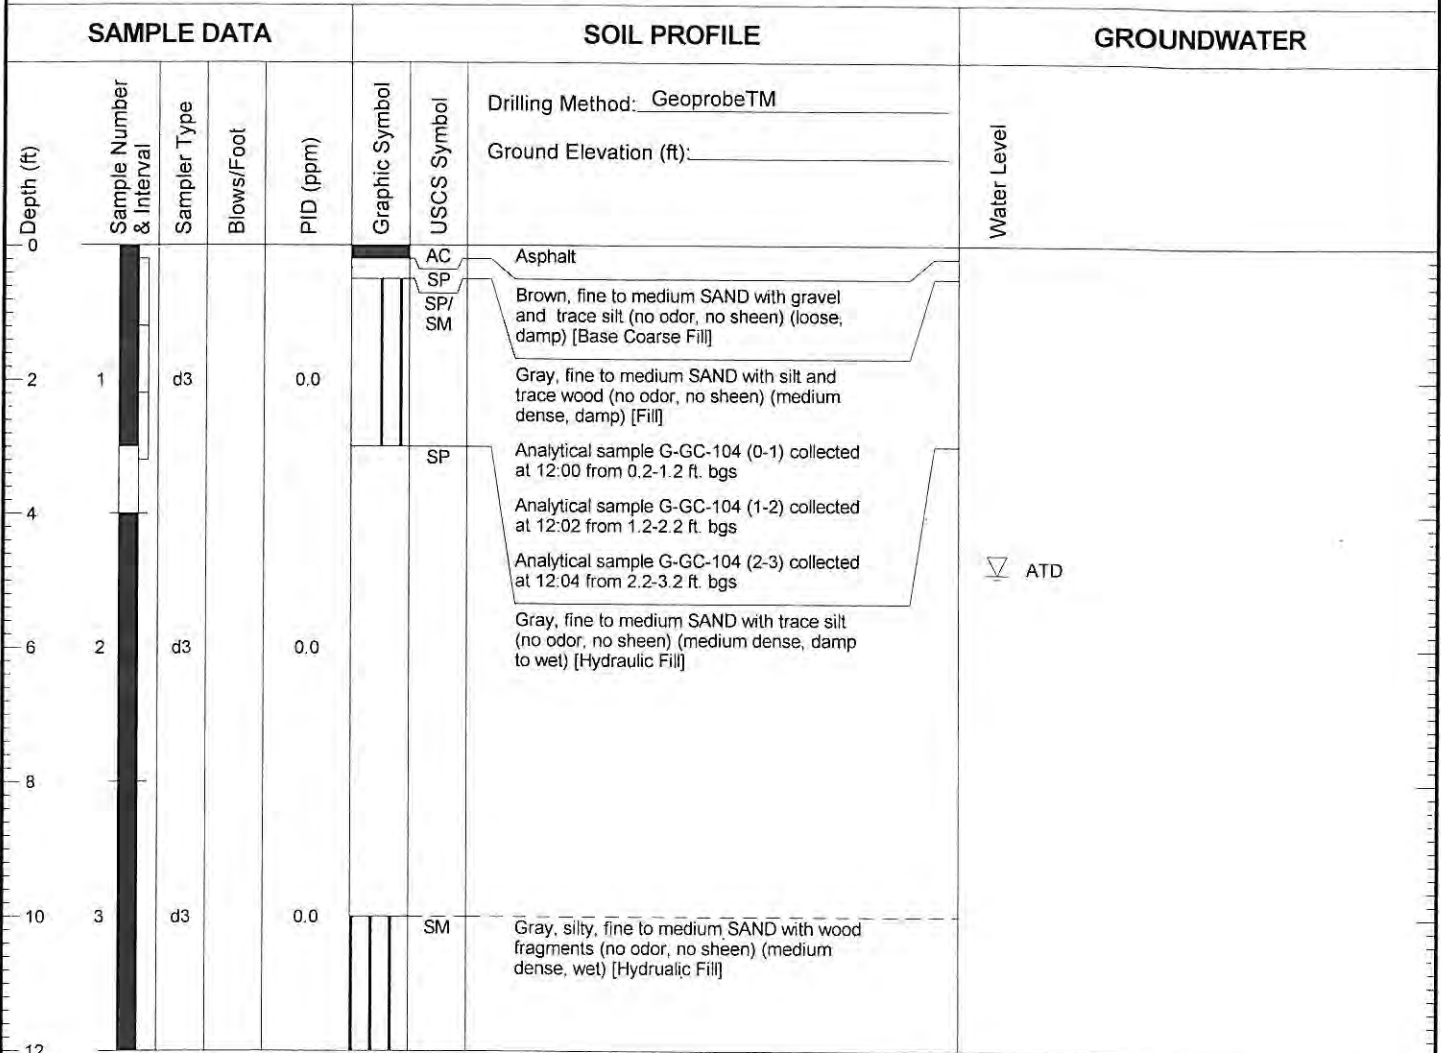 SAMPLE DATA
SOIL PROFILE
GROUNDWATER
Depth (ft)
Sample Number
& Interval
Sampler Type
Blows/Foot
PID (ppm)
Graphic Symbol
USCS Symbol
Drilling Method: GeoprobeTM
Ground Elevation (ft):
Water Level
0
AC
Asphalt
SP
SP/
SM
Brown, fine to medium SAND with gravel
and trace silt (no odor, no sheen) (loose,
damp) [Base Coarse Fill]
2
1
d3
0.0
Gray, fine to medium SAND with silt and
trace wood (no odor, no sheen) (medium
dense, damp) [Fill]
SP
Analytical sample G-GC-104 (0-1) collected
at 12:00 from 0.2-1.2 ft. bgs
4
Analytical sample G-GC-104 (1-2) collected
at 12:02 from 1.2-2.2 ft. bgs
Analytical sample G-GC-104 (2-3) collected
at 12:04 from 2.2-3.2 ft. bgs
ATD
Gray, fine to medium SAND with trace silt
(no odor, no sheen) (medium dense, damp
to wet) [Hydraulic Fill]
6
2
d3
0.0
8
10
3
d3
0.0
SM
Gray, silty, fine to medium SAND with wood
fragments (no odor, no sheen) (medium
dense, wet) [Hydrualic Fill]
12